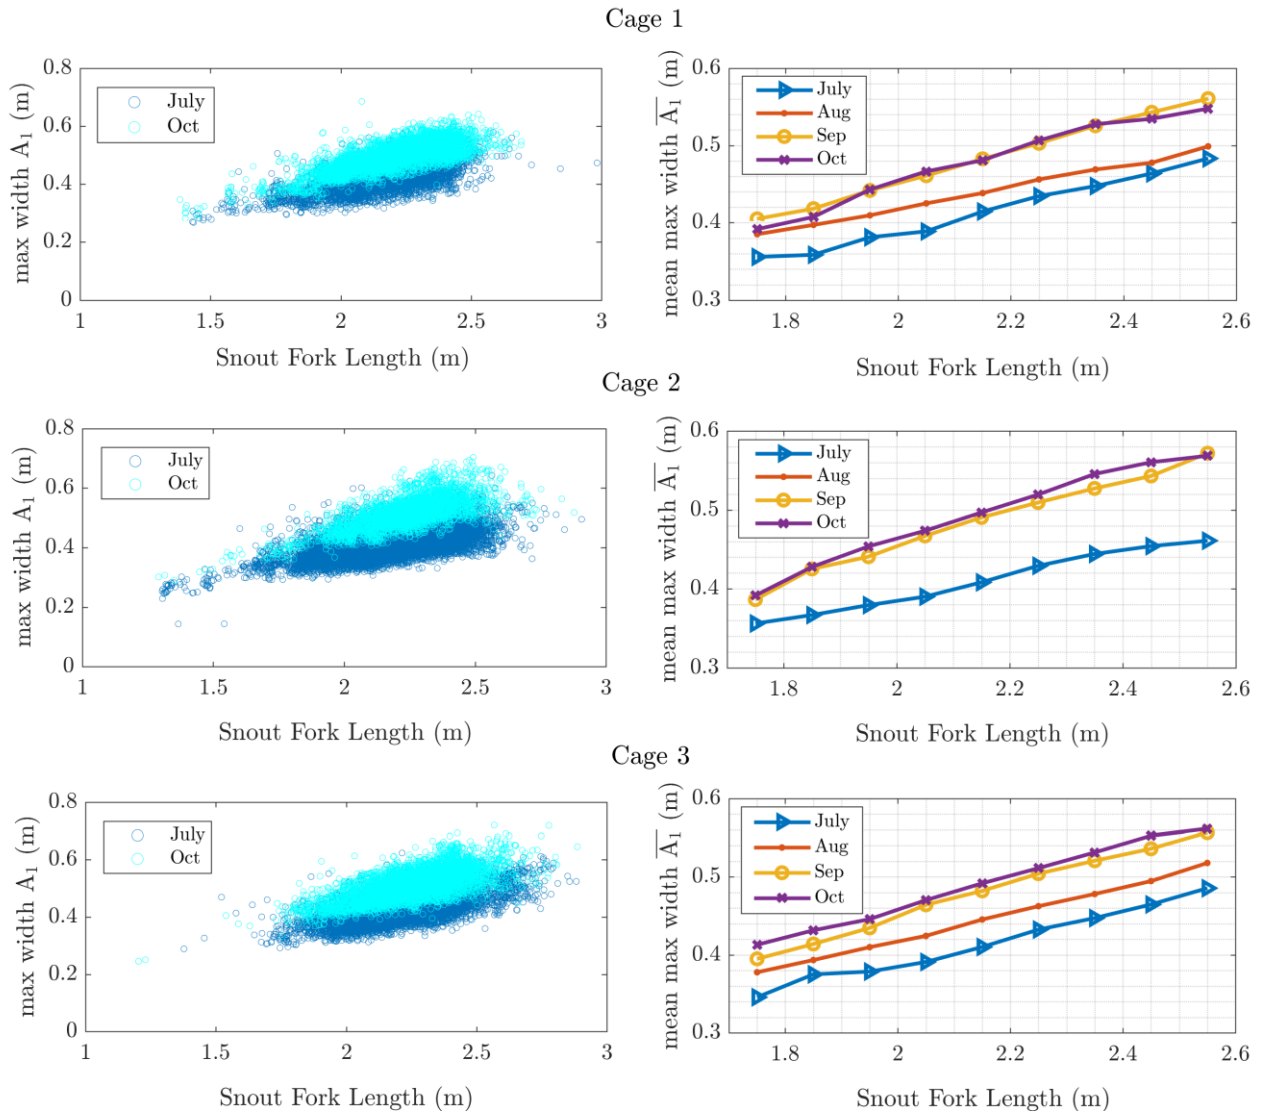 Cage 1
max width A1 (m)
0.8
0.6
0.4
0.2
0
July
Oct
1
1.5
2
2.5
3
Snout Fork Length (m)
mean max width A̅1 (m)
0.6
0.5
0.4
0.3
July
Aug
Sep
Oct
1.8
2
2.2
2.4
2.6
Snout Fork Length (m)
Cage 2
max width A1 (m)
0.8
0.6
0.4
0.2
0
July
Oct
1
1.5
2
2.5
3
Snout Fork Length (m)
mean max width A̅1 (m)
0.6
0.5
0.4
0.3
July
Aug
Sep
Oct
1.8
2
2.2
2.4
2.6
Snout Fork Length (m)
Cage 3
max width A1 (m)
0.8
0.6
0.4
0.2
0
July
Oct
1
1.5
2
2.5
3
Snout Fork Length (m)
mean max width A̅1 (m)
0.6
0.5
0.4
0.3
July
Aug
Sep
Oct
1.8
2
2.2
2.4
2.6
Snout Fork Length (m)